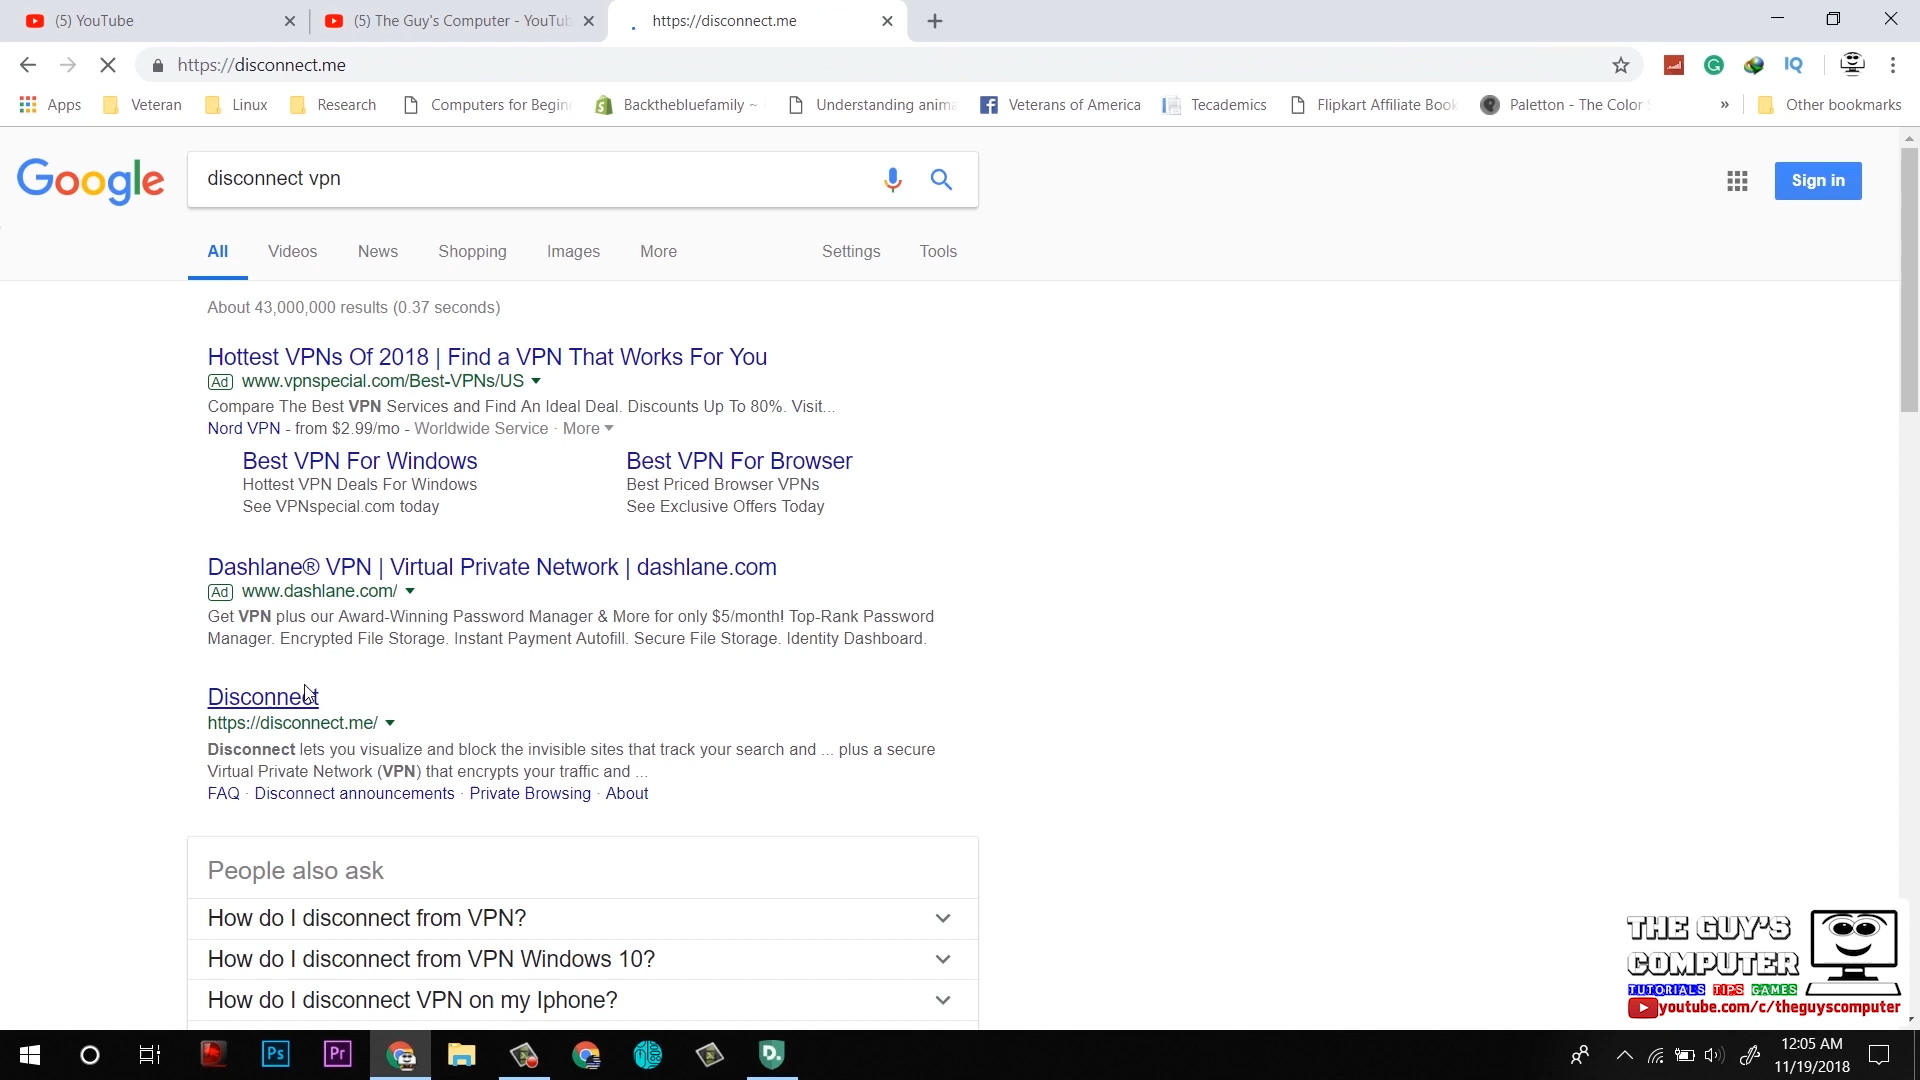 (5) YouTube
(5) The Guy's Computer - YouTub
https://disconnect.me
https://disconnect.me
IQ
Apps
Veteran
Linux
Research
Computers for Begin
Backthebluefamily ~
Understanding anima
Veterans of America
Tecademics
Flipkart Affiliate Book
Paletton - The Color S
»
Other bookmarks
Google
disconnect vpn
Sign in
All
Videos
News
Shopping
Images
More
Settings
Tools
About 43,000,000 results (0.37 seconds)
Hottest VPNs Of 2018 | Find a VPN That Works For You
Ad www.vpnspecial.com/Best-VPNs/US
Compare The Best VPN Services and Find An Ideal Deal. Discounts Up To 80%. Visit...
Nord VPN - from $2.99/mo - Worldwide Service · More
Best VPN For Windows
Hottest VPN Deals For Windows
See VPNspecial.com today
Best VPN For Browser
Best Priced Browser VPNs
See Exclusive Offers Today
Dashlane® VPN | Virtual Private Network | dashlane.com
Ad www.dashlane.com/
Get VPN plus our Award-Winning Password Manager & More for only $5/month! Top-Rank Password
Manager. Encrypted File Storage. Instant Payment Autofill. Secure File Storage. Identity Dashboard.
Disconnect
https://disconnect.me/
Disconnect lets you visualize and block the invisible sites that track your search and ... plus a secure
Virtual Private Network (VPN) that encrypts your traffic and ...
FAQ · Disconnect announcements · Private Browsing · About
People also ask
How do I disconnect from VPN?
How do I disconnect from VPN Windows 10?
How do I disconnect VPN on my Iphone?
THE GUY'S
COMPUTER
TUTORIALS TIPS GAMES
youtube.com/c/theguyscomputer
Ps
Pr
D.
12:05 AM
11/19/2018